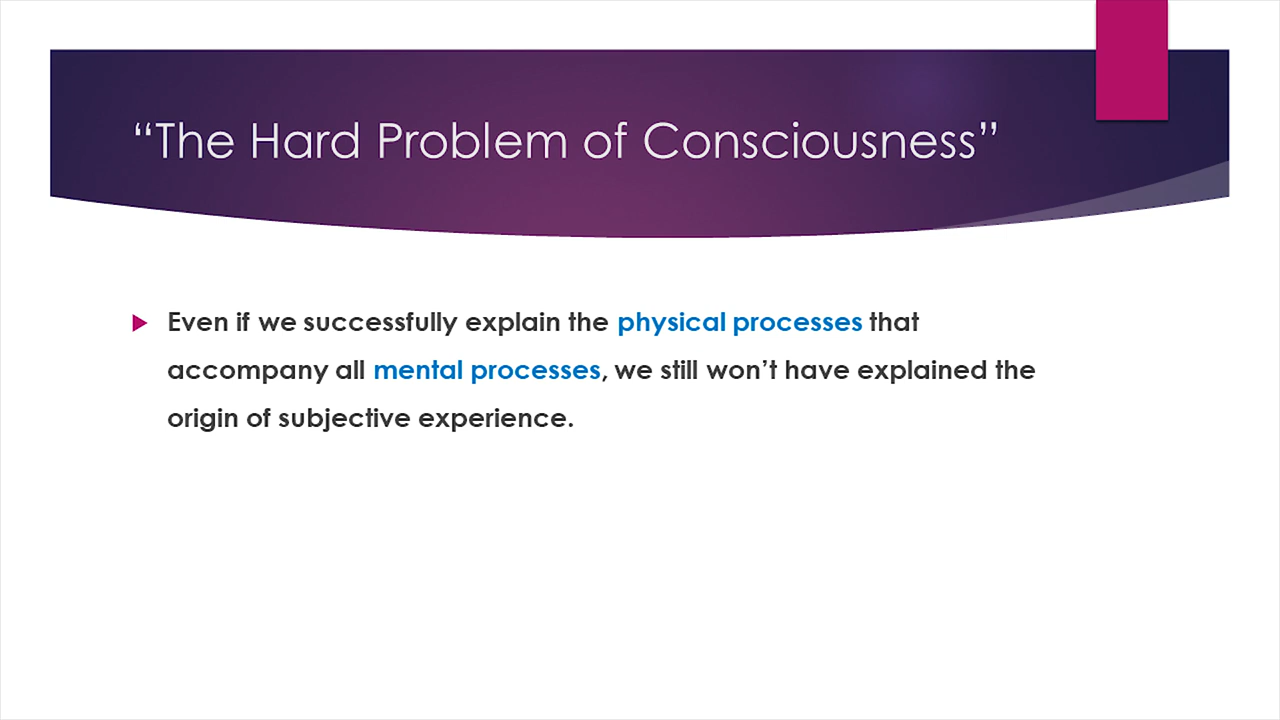 “The Hard Problem of Consciousness”
Even if we successfully explain the physical processes that
accompany all mental processes, we still won’t have explained the
origin of subjective experience.